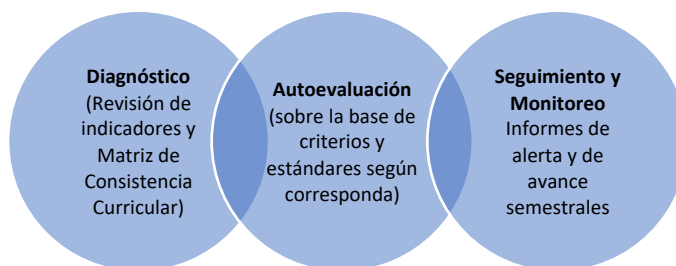 Diagnóstico
(Revisión de
indicadores y
Matriz de
Consistencia
Curricular)
Autoevaluación
(sobre la base de
criterios y
estándares según
corresponda)
Seguimiento y
Monitoreo
Informes de
alerta y de
avance
semestrales